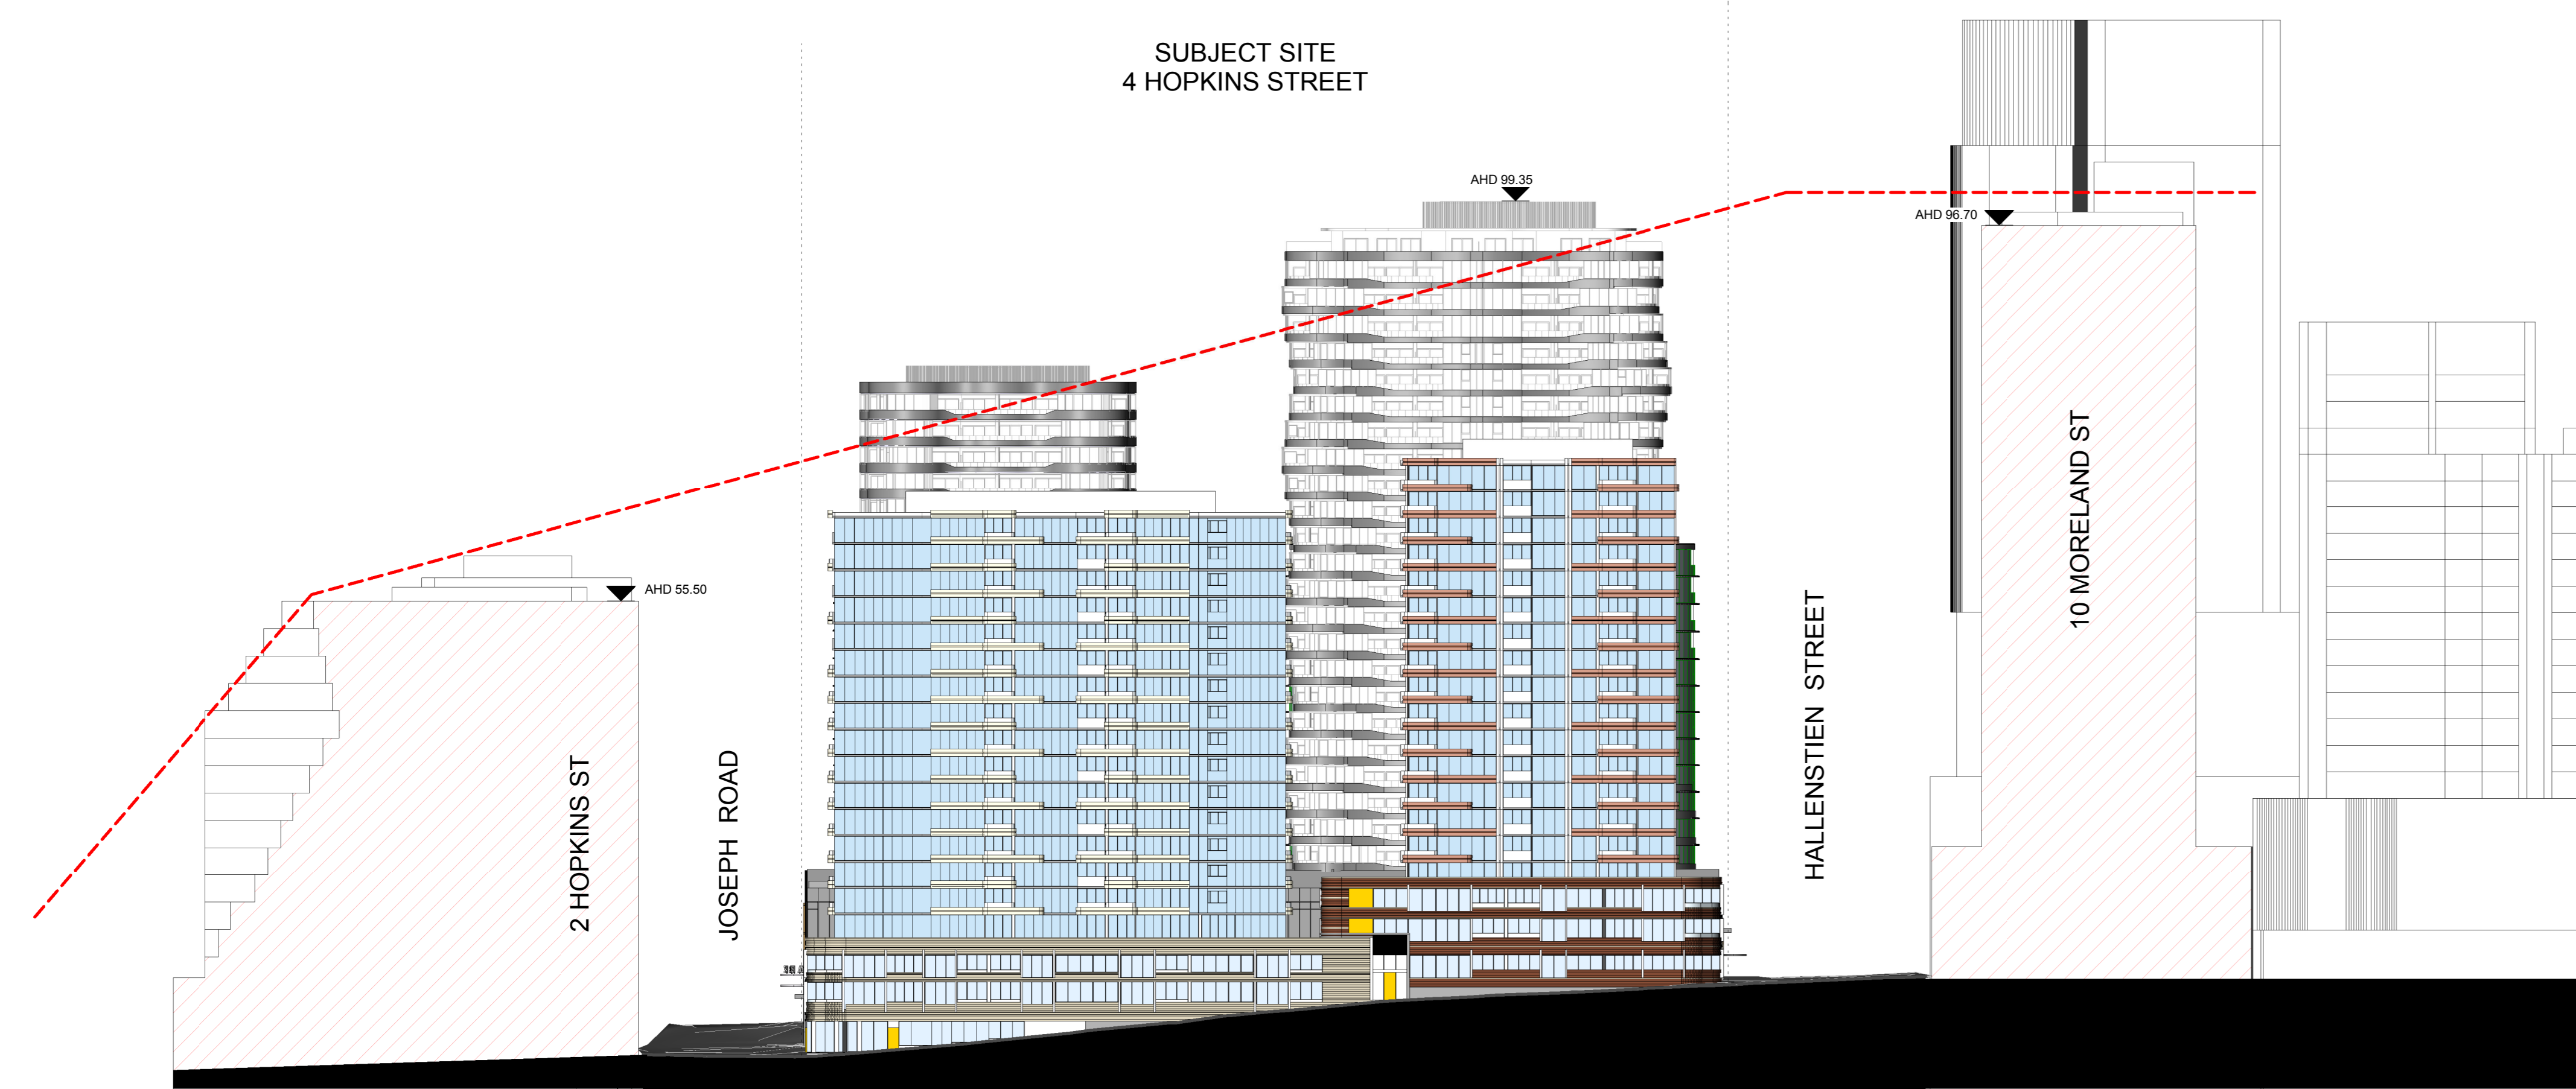 SUBJECT SITE
4 HOPKINS STREET
AHD 99.35
AHD 96.70
AHD 55.50
2 HOPKINS ST
JOSEPH ROAD
HALLENSTIEN STREET
10 MORELAND ST